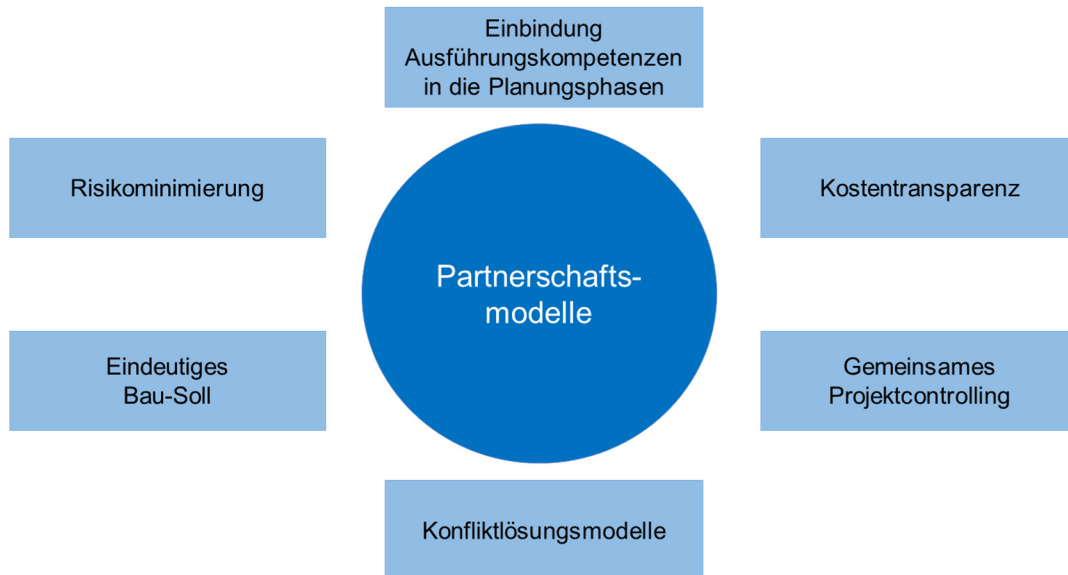 Einbindung
Ausführungskompetenzen
in die Planungsphasen
Risikominimierung
Kostentransparenz
Partnerschafts-
modelle
Eindeutiges
Bau-Soll
Gemeinsames
Projektcontrolling
Konfliktlösungsmodelle